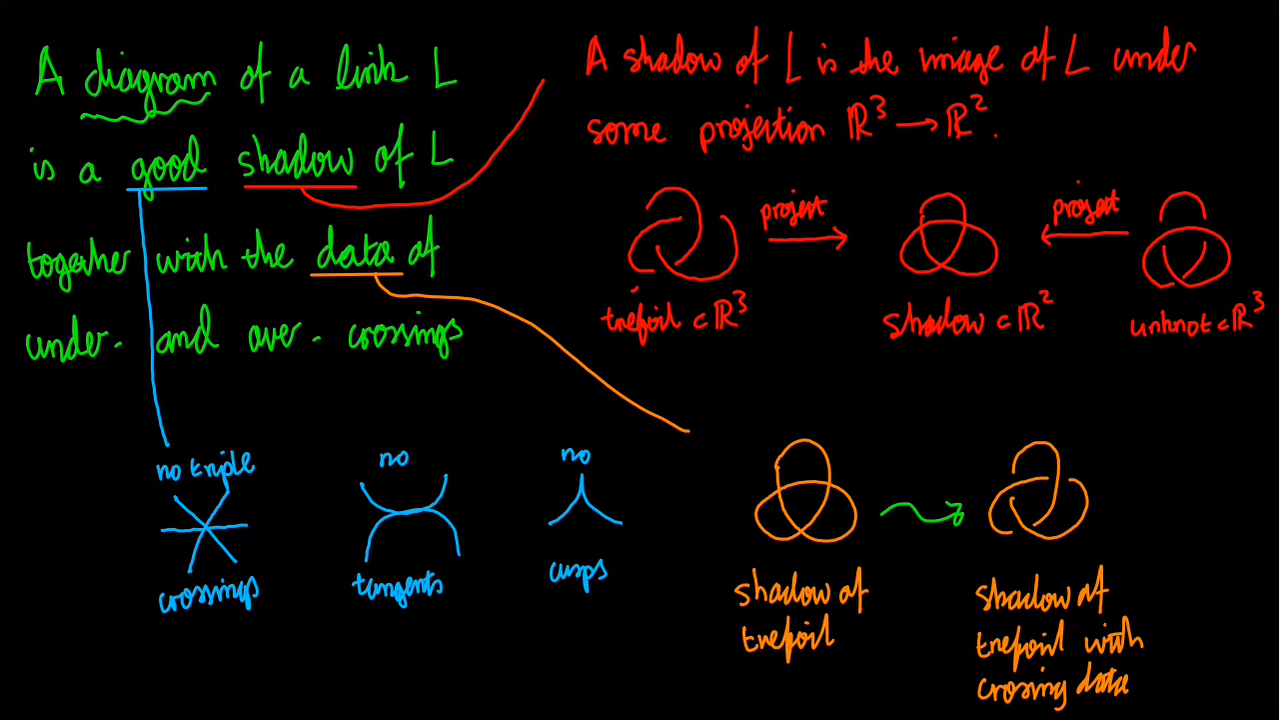 A diagram of a link L
is a good shadow of L
together with the data of
under- and over-crossings
A shadow of L is the image of L under
some projection ℝ³ → ℝ².
project
project
trefoil ⊂ ℝ³
shadow ⊂ ℝ²
unknot ⊂ ℝ³
no triple
crossings
no
tangents
no
cusps
shadow of
trefoil
shadow of
trefoil with
crossing data